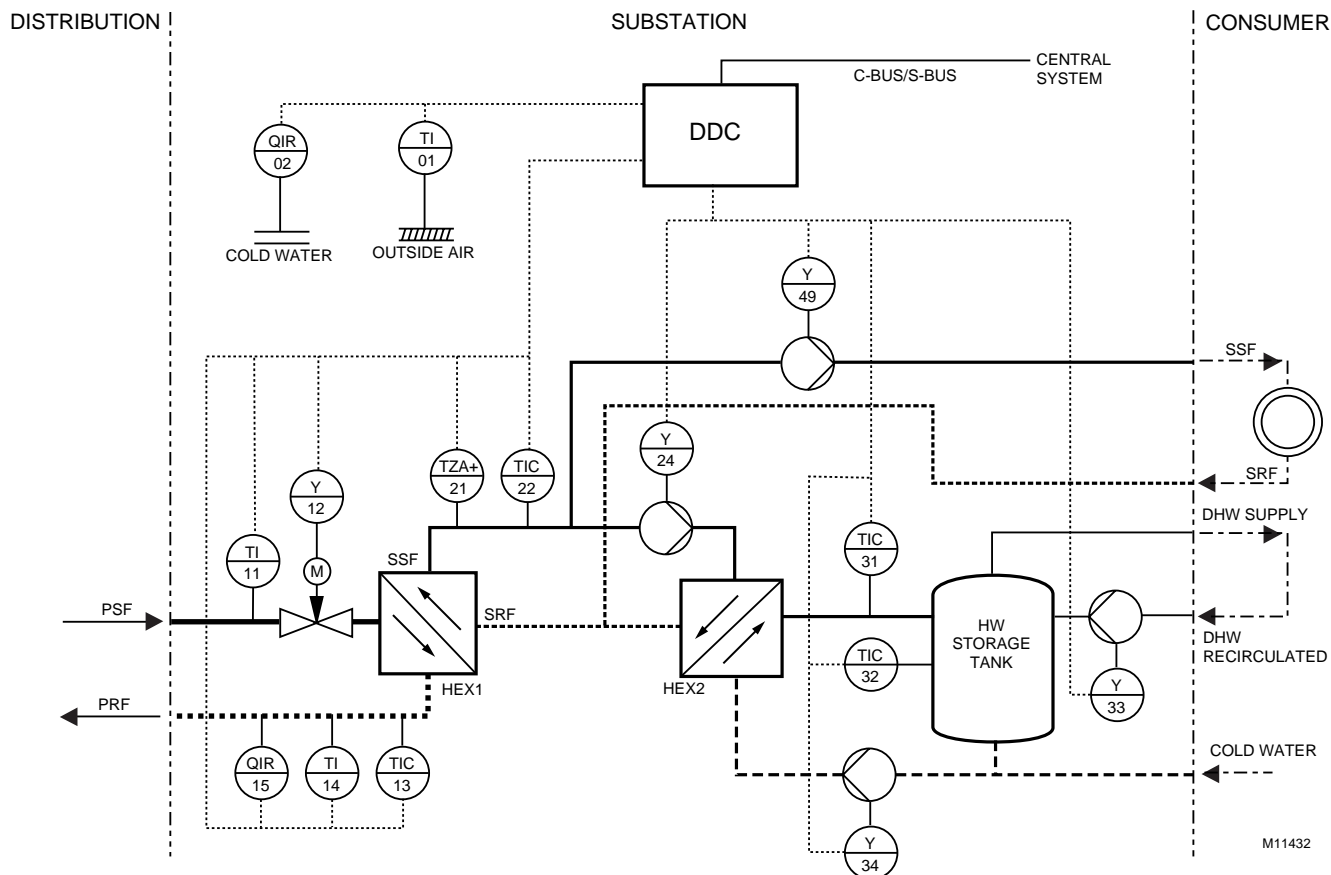 DISTRIBUTION
SUBSTATION
CONSUMER
C-BUS/S-BUS
CENTRAL
SYSTEM
DDC
QIR
02
TI
01
COLD WATER
OUTSIDE AIR
Y
49
SSF
Y
24
TZA+
21
TIC
22
Y
12
SRF
DHW SUPPLY
TI
11
M
SSF
TIC
31
PSF
SRF
HW
STORAGE
TANK
DHW
RECIRCULATED
TIC
32
HEX1
HEX2
Y
33
PRF
COLD WATER
QIR
15
TI
14
TIC
13
Y
34
M11432